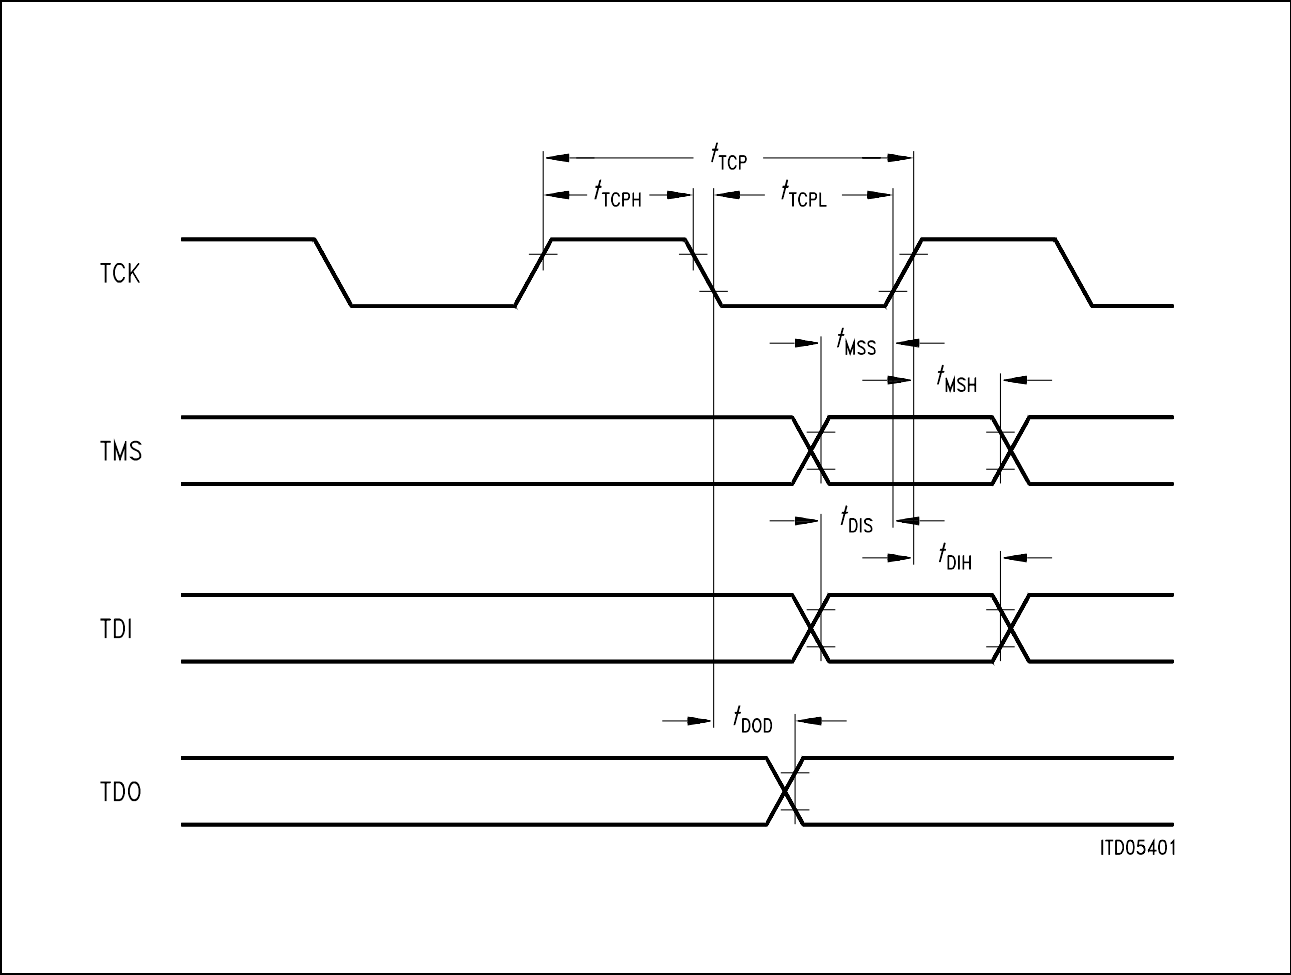 tTCP
tTCPH
tTCPL
TCK
tMSS
tMSH
TMS
tDIS
tDIH
TDI
tDOD
TDO
ITD05401